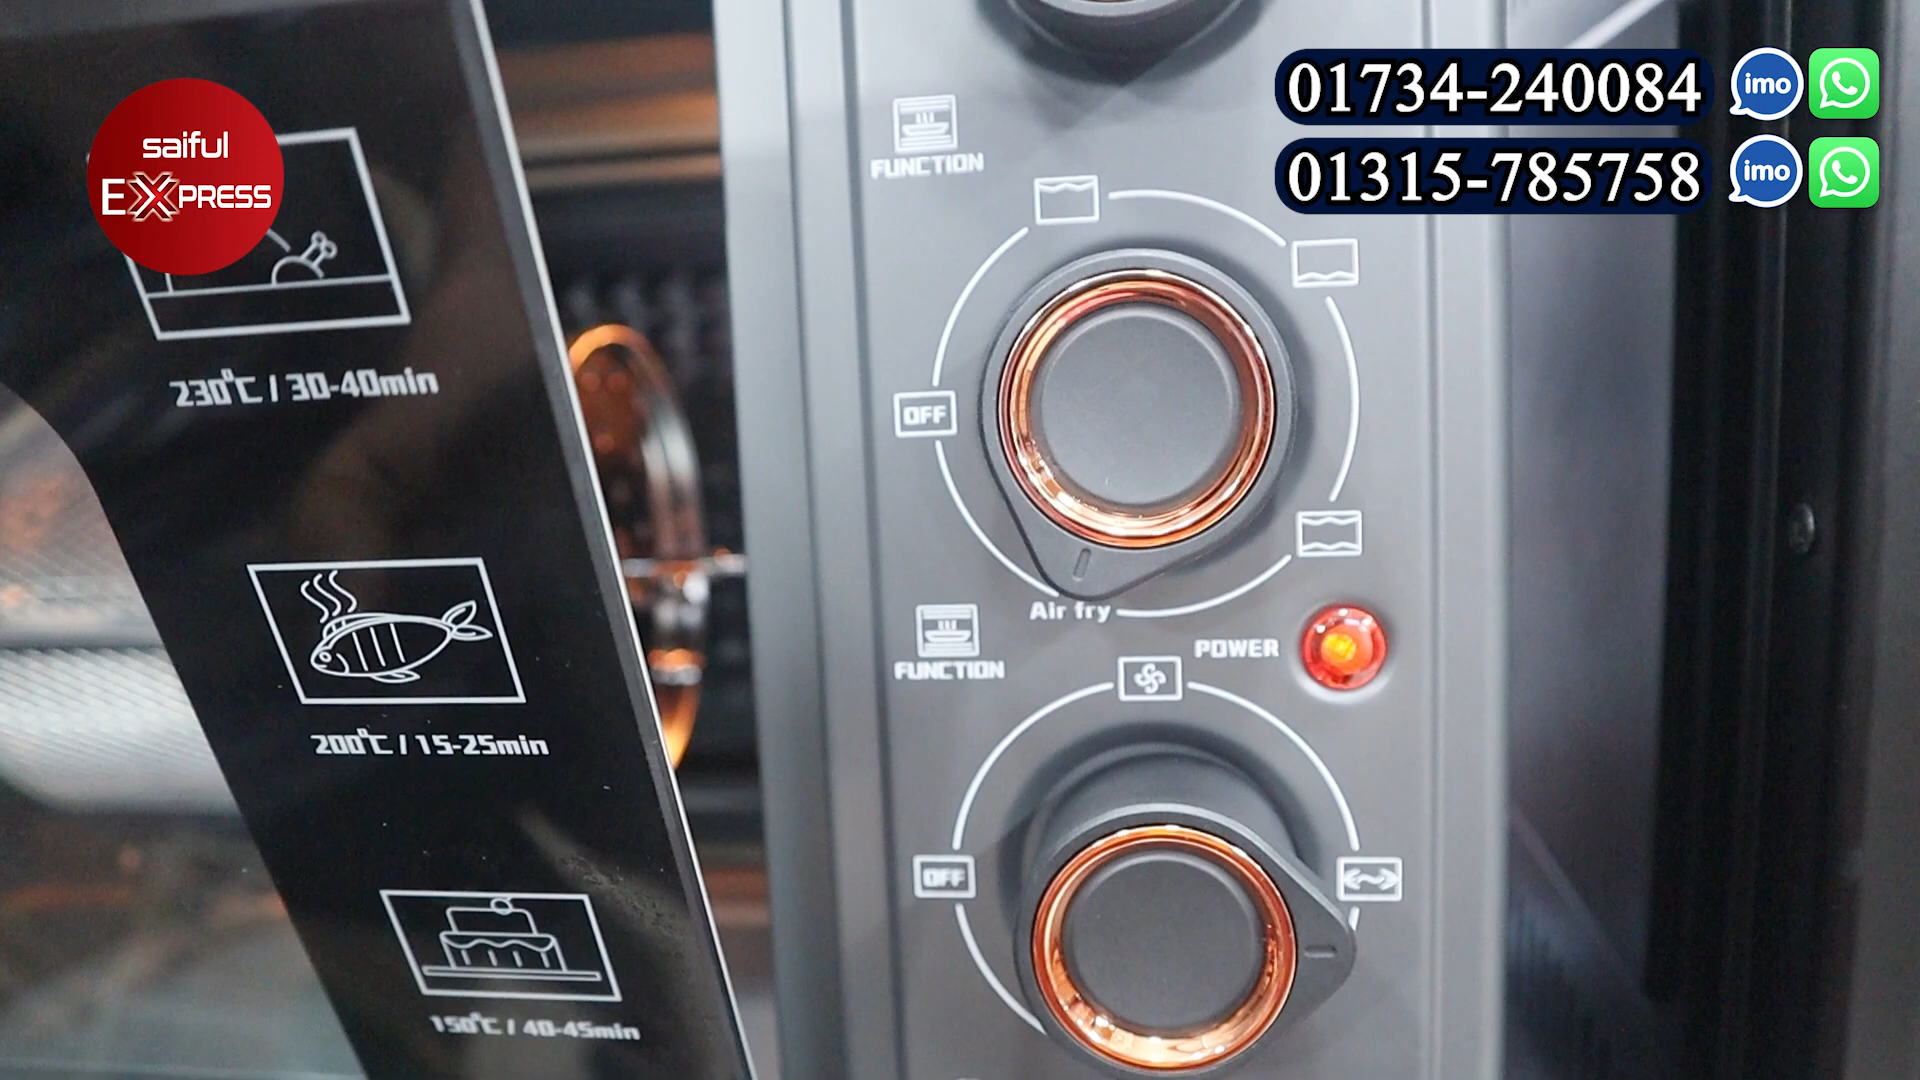 saiful
EXPRESS
01734-240084
imo
01315-785758
imo
FUNCTION
OFF
Air fry
POWER
FUNCTION
OFF
230°C / 30-40min
200°C / 15-25min
150°C / 40-45min